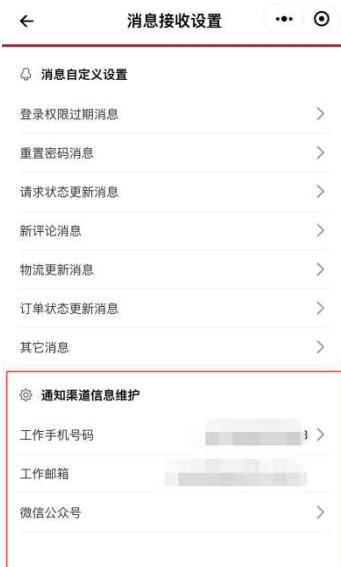 消息接收设置
消息自定义设置
登录权限过期消息
重置密码消息
请求状态更新消息
新评论消息
物流更新消息
订单状态更新消息
其它消息
通知渠道信息维护
工作手机号码
工作邮箱
微信公众号